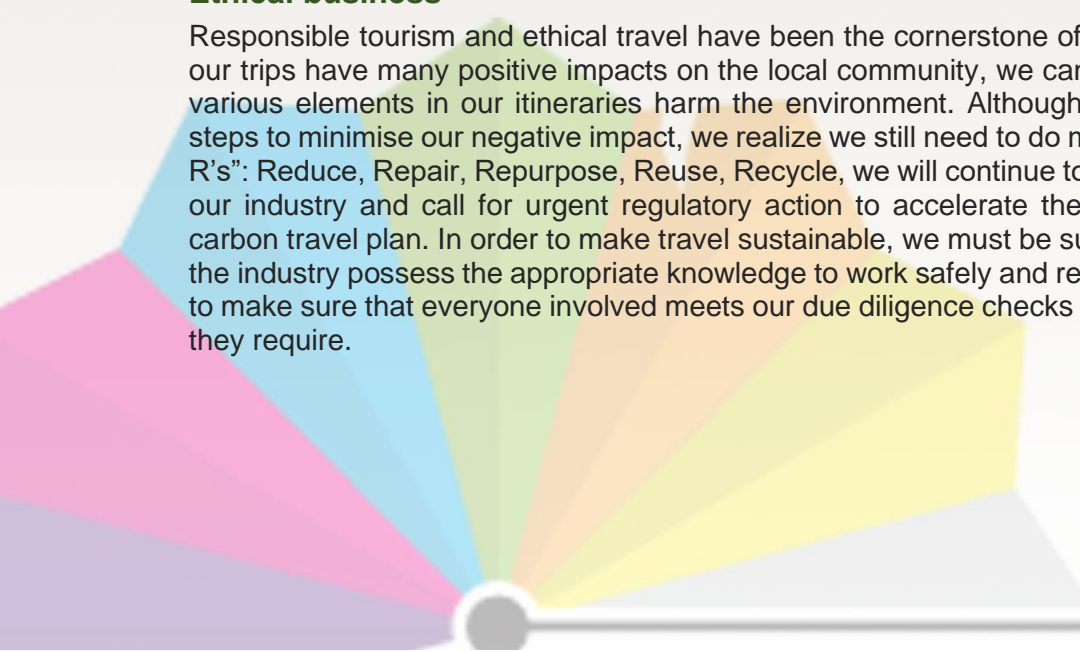 Ethical business
Responsible tourism and ethical travel have been the cornerstone of
our trips have many positive impacts on the local community, we
various elements in our itineraries harm the environment. Although
steps to minimise our negative impact, we realize we still need to do
R’s”: Reduce, Repair, Repurpose, Reuse, Recycle, we will continue to
our industry and call for urgent regulatory action to accelerate the
carbon travel plan. In order to make travel sustainable, we must be
the industry possess the appropriate knowledge to work safely and
to make sure that everyone involved meets our due diligence checks
they require.